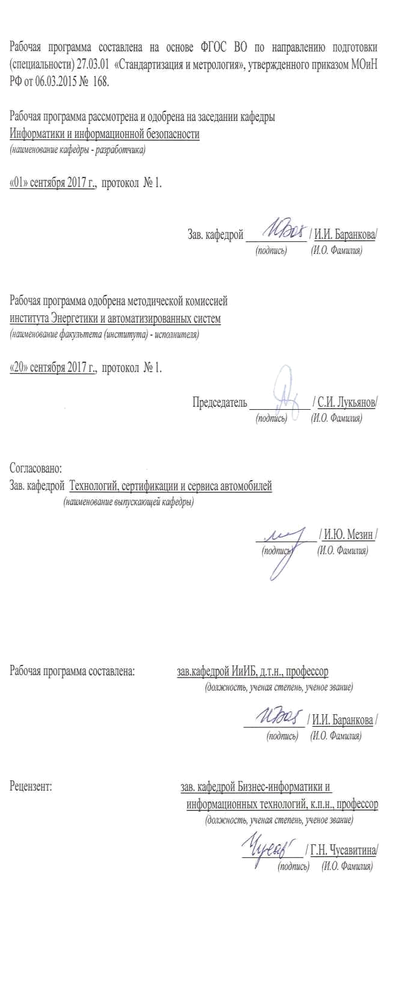 Рабочая программа составлена на основе ФГОС ВО по направлению подготовки
(специальности) 27.03.01 «Стандартизация и метрология», утвержденного приказом МОиН
РФ от 06.03.2015 № 168.
Рабочая программа рассмотрена и одобрена на заседании кафедры
Информатики и информационной безопасности
(наименование кафедры - разработчика)
«01» сентября 2017 г., протокол № 1.
Зав. кафедрой / И.И. Баранкова/
(подпись) (И.О. Фамилия)
Рабочая программа одобрена методической комиссией
института Энергетики и автоматизированных систем
(наименование факультета (института) - исполнителя)
«20» сентября 2017 г., протокол № 1.
Председатель / С.И. Лукьянов/
(подпись) (И.О. Фамилия)
Согласовано:
Зав. кафедрой Технологий, сертификации и сервиса автомобилей
(наименование выпускающей кафедры)
/ И.Ю. Мезин /
(подпись) (И.О. Фамилия)
Рабочая программа составлена: зав.кафедрой ИиИБ, д.т.н., профессор
(должность, ученая степень, ученое звание)
/ И.И. Баранкова /
(подпись) (И.О. Фамилия)
Рецензент: зав. кафедрой Бизнес-информатики и
информационных технологий, к.п.н., профессор
(должность, ученая степень, ученое звание)
/ Г.Н. Чусавитина/
(подпись) (И.О. Фамилия)